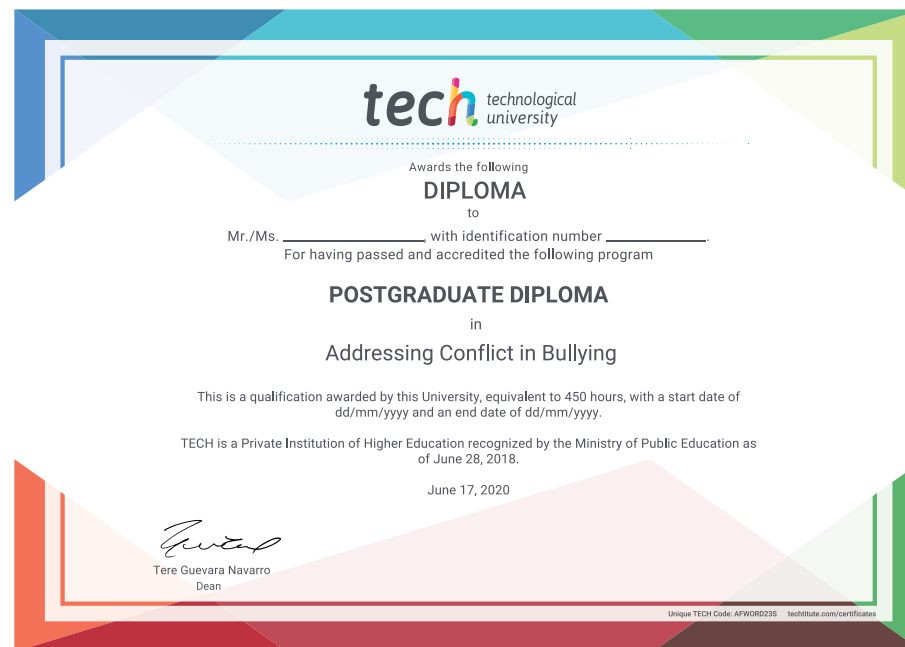 tech technological
university
Awards the following
DIPLOMA
to
Mr./Ms. ____________________, with identification number ______________.
For having passed and accredited the following program
POSTGRADUATE DIPLOMA
in
Addressing Conflict in Bullying
This is a qualification awarded by this University, equivalent to 450 hours, with a start date of
dd/mm/yyyy and an end date of dd/mm/yyyy.
TECH is a Private Institution of Higher Education recognized by the Ministry of Public Education as
of June 28, 2018.
June 17, 2020
Tere Guevara Navarro
Dean
Unique TECH Code: AFWORD23S techtitute.com/certificates